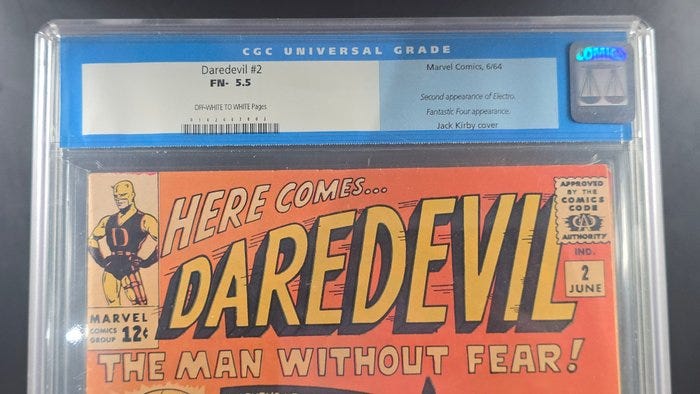 CGC UNIVERSAL GRADE
Daredevil #2
FN- 5.5
OFF-WHITE TO WHITE Pages
Marvel Comics, 6/64
Second appearance of Electro.
Fantastic Four appearance.
Jack Kirby cover
COMICS
HERE COMES...
DAREDEVIL
D
MARVEL
COMICS
GROUP
12¢
APPROVED
BY THE
COMICS
CODE
CA
AUTHORITY
IND.
2
JUNE
THE MAN WITHOUT FEAR!